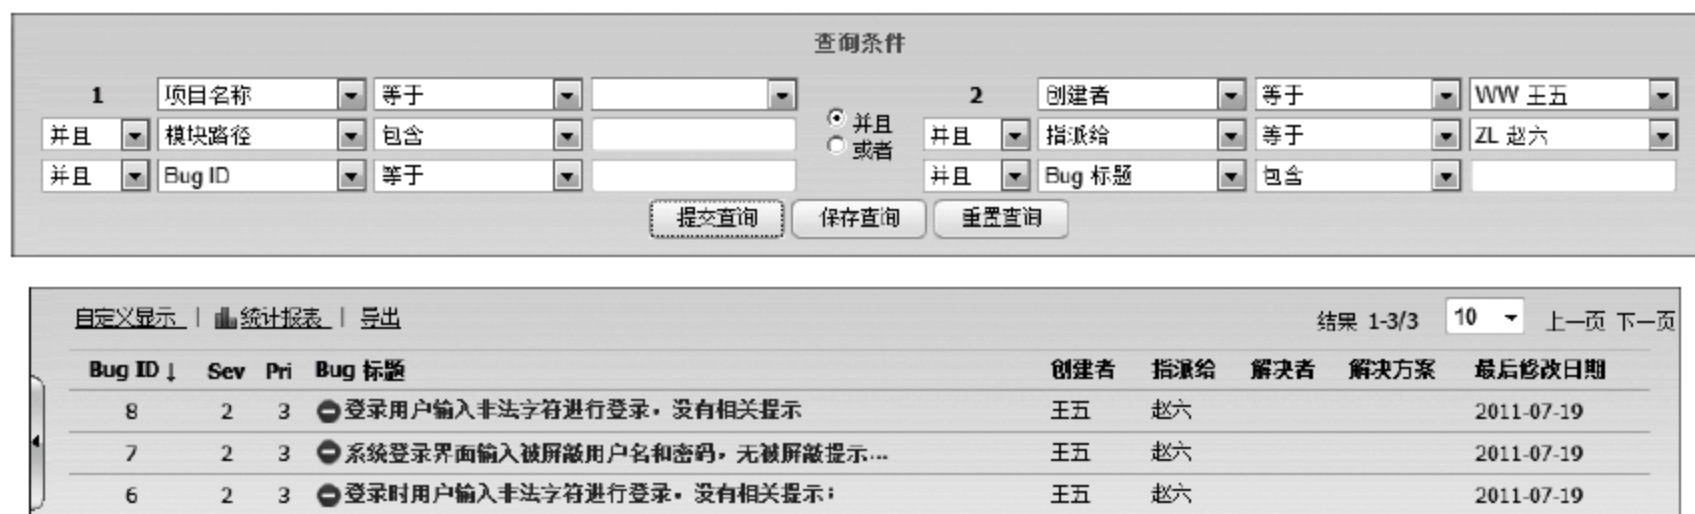 查询条件
1 项目名称 等于 2 创建者 等于 WW 王五
并且 模块路径 包含 并且 或者 并且 指派给 等于 ZL 赵六
并且 Bug ID 等于 并且 Bug 标题 包含
提交查询 保存查询 重置查询
自定义显示 | 统计报表 | 导出 结果 1-3/3 10 上一页 下一页
Bug ID↓ Sev Pri Bug 标题 创建者 指派给 解决者 解决方案 最后修改日期
8 2 3 登录用户输入非法字符进行登录,没有相关提示 王五 赵六 2011-07-19
7 2 3 系统登录界面输入被屏蔽用户名和密码,无被屏蔽提示... 王五 赵六 2011-07-19
6 2 3 登录时用户输入非法字符进行登录,没有相关提示; 王五 赵六 2011-07-19